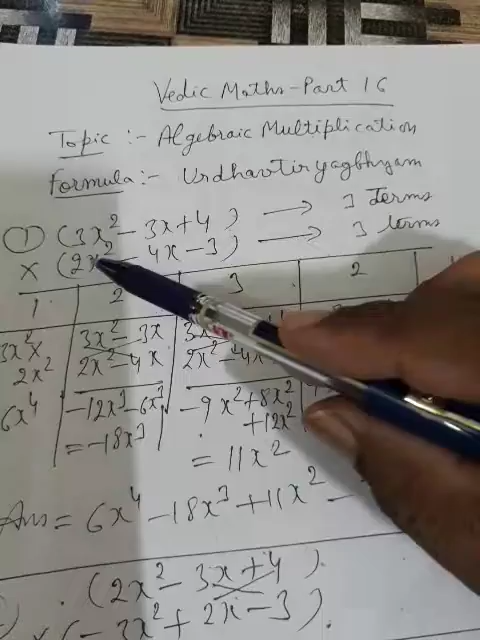 Vedic Maths-Part 16
Topic :- Algebraic Multiplication
Formula:- Urdhavtiryagbhyam
① (3x² - 3x + 4) → 3 Terms
x (2x² - 4x - 3) → 3 terms
1 2 3 2
3x² x 3x² - 3x
2x² 2x² - 4x 2x² - 4x
6x⁴ -12x³ - 6x³ -9x² + 8x²
+12x²
= -18x³ = 11x²
Ans = 6x⁴ - 18x³ + 11x² -
(2x² - 3x + 4)
x (-3x² + 2x - 3)